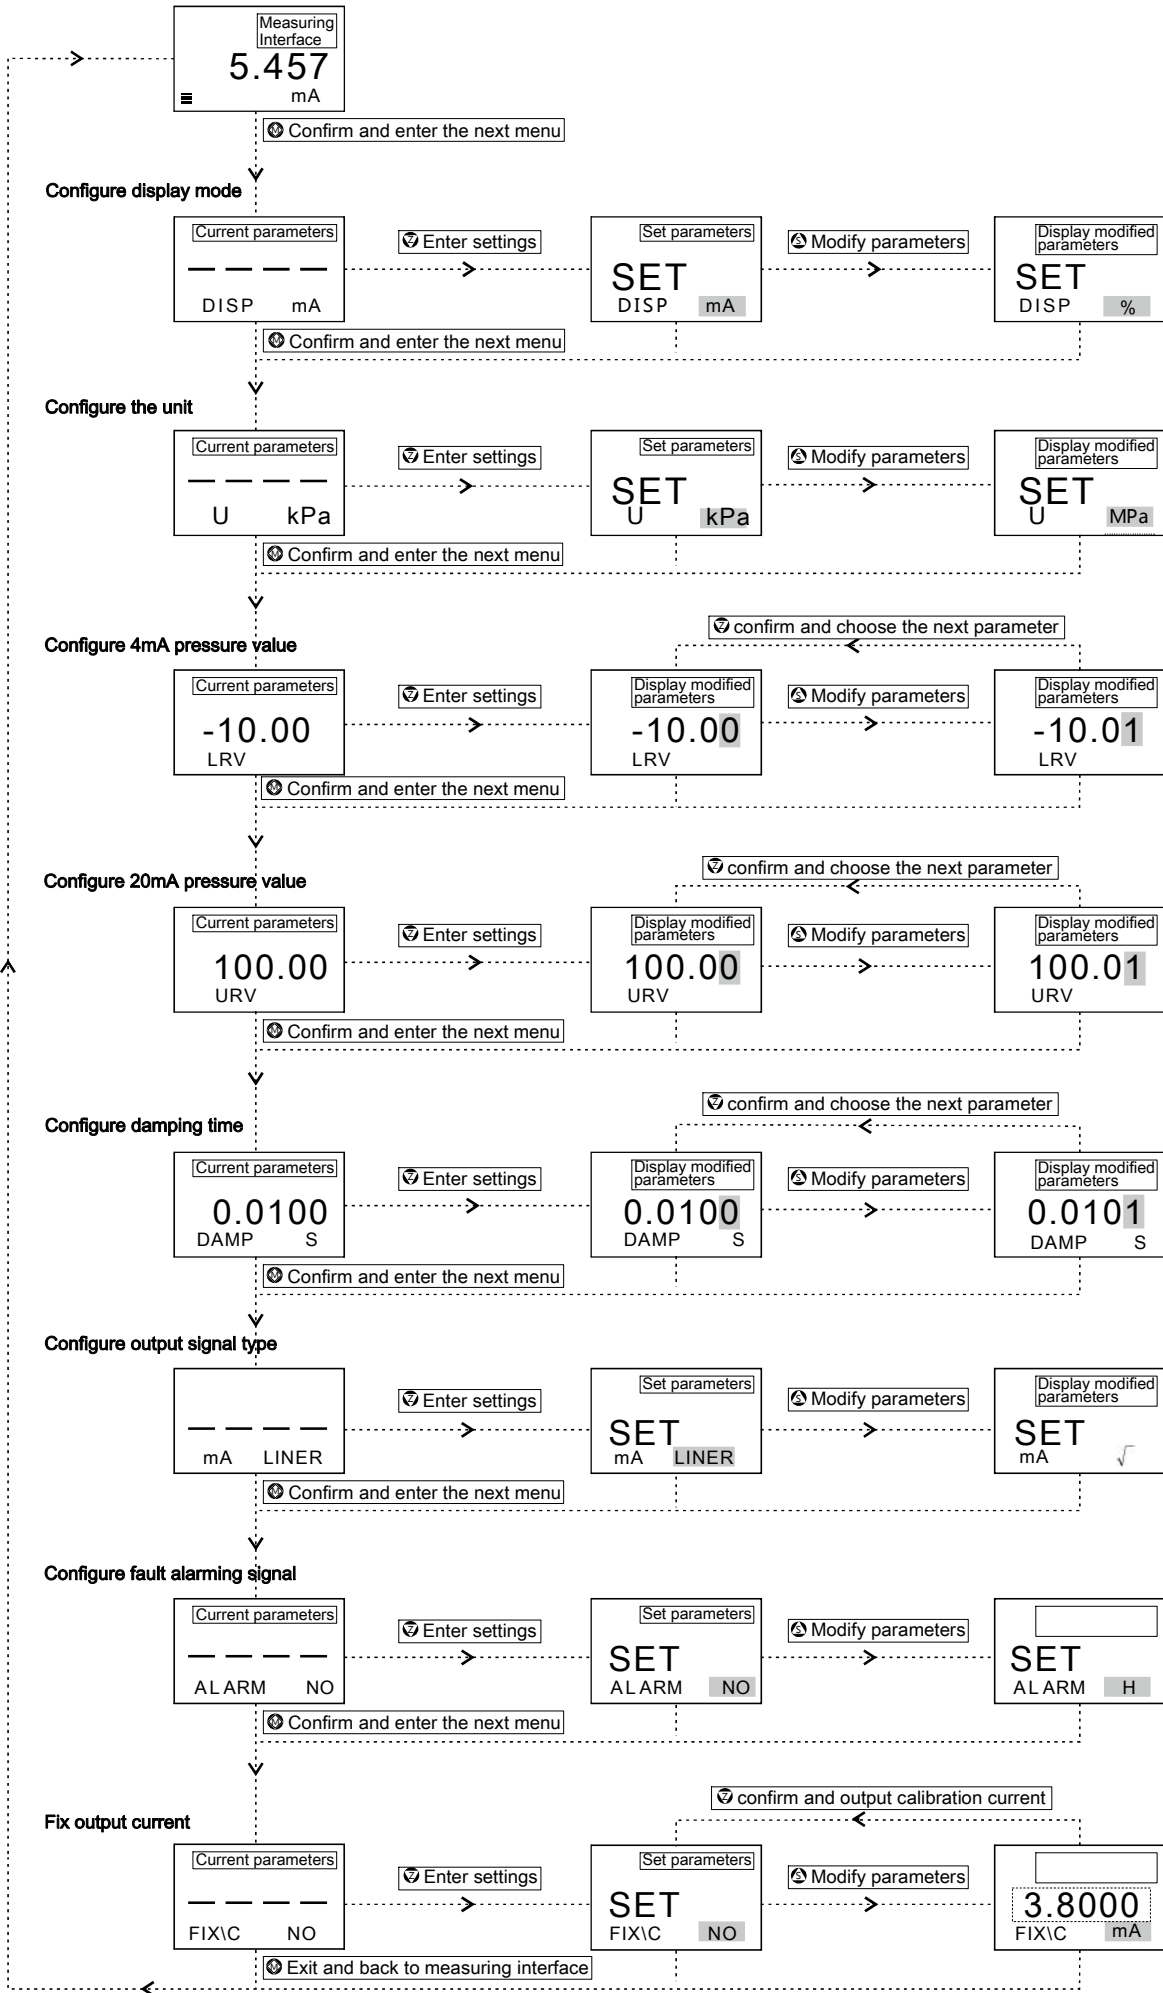 Measuring
Interface
5.457
mA
M Confirm and enter the next menu
Configure display mode
Current parameters
— — — —
DISP mA
Z Enter settings
Set parameters
SET
DISP mA
S Modify parameters
Display modified
parameters
SET
DISP %
M Confirm and enter the next menu
Configure the unit
Current parameters
— — — —
U kPa
Z Enter settings
Set parameters
SET
U kPa
S Modify parameters
Display modified
parameters
SET
U MPa
M Confirm and enter the next menu
Configure 4mA pressure value
Z confirm and choose the next parameter
Current parameters
-10.00
LRV
Z Enter settings
Display modified
parameters
-10.00
LRV
S Modify parameters
Display modified
parameters
-10.01
LRV
M Confirm and enter the next menu
Configure 20mA pressure value
Z confirm and choose the next parameter
Current parameters
100.00
URV
Z Enter settings
Display modified
parameters
100.00
URV
S Modify parameters
Display modified
parameters
100.01
URV
M Confirm and enter the next menu
Configure damping time
Z confirm and choose the next parameter
Current parameters
0.0100
DAMP S
Z Enter settings
Display modified
parameters
0.0100
DAMP S
S Modify parameters
Display modified
parameters
0.0101
DAMP S
M Confirm and enter the next menu
Configure output signal type
— — — —
mA LINER
Z Enter settings
Set parameters
SET
mA LINER
S Modify parameters
Display modified
parameters
SET
mA √
M Confirm and enter the next menu
Configure fault alarming signal
Current parameters
— — — —
ALARM NO
Z Enter settings
Set parameters
SET
ALARM NO
S Modify parameters
SET
ALARM H
M Confirm and enter the next menu
Fix output current
Z confirm and output calibration current
Current parameters
— — — —
FIX\C NO
Z Enter settings
Set parameters
SET
FIX\C NO
S Modify parameters
3.8000
FIX\C mA
M Exit and back to measuring interface